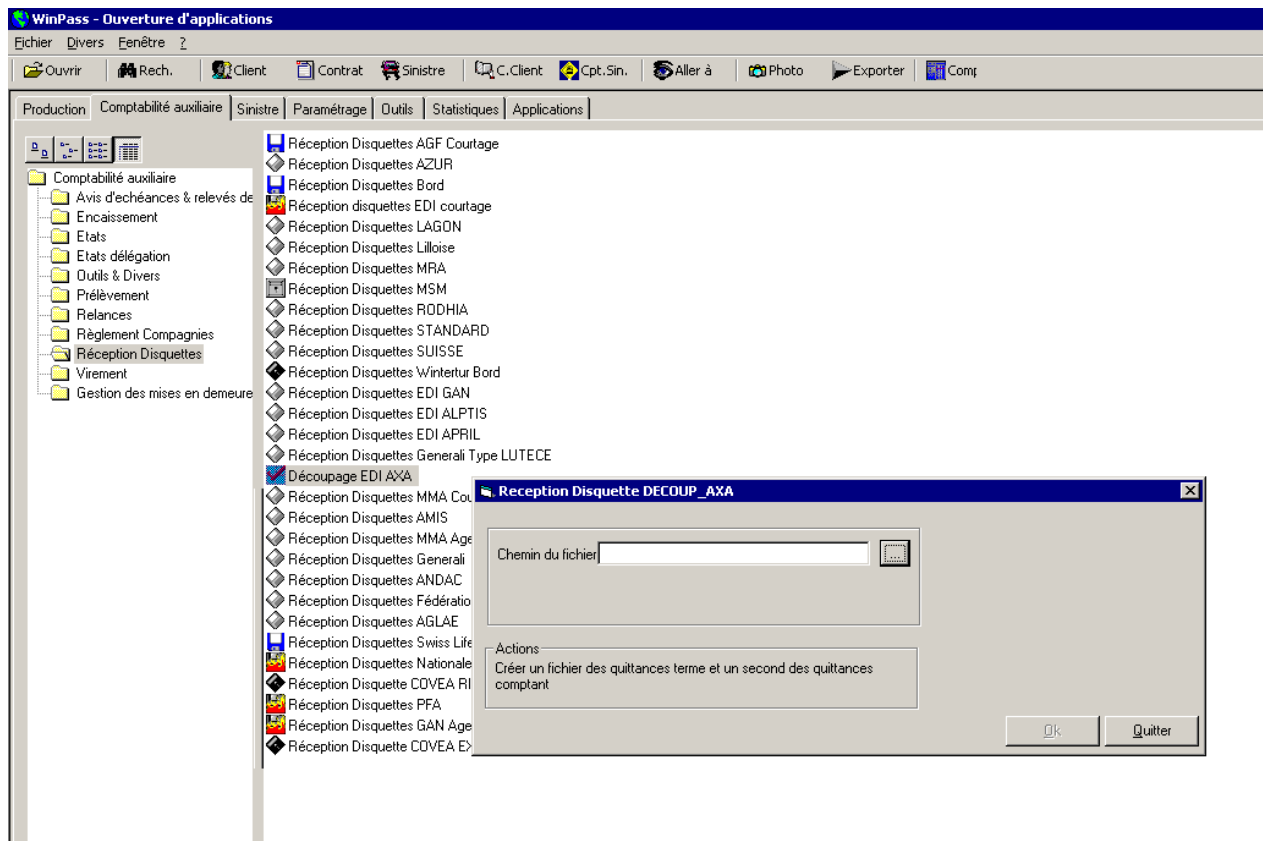 WinPass - Ouverture d'applications
Fichier Divers Fenêtre ?
Ouvrir Rech. Client Contrat Sinistre C.Client Cpt.Sin. Aller à Photo Exporter Comp
Production Comptabilité auxiliaire Sinistre Paramétrage Outils Statistiques Applications
Comptabilité auxiliaire
Avis d'echéances & relevés de
Encaissement
Etats
Etats délégation
Outils & Divers
Prélèvement
Relances
Règlement Compagnies
Réception Disquettes
Virement
Gestion des mises en demeure
Réception Disquettes AGF Courtage
Réception Disquettes AZUR
Réception Disquettes Bord
Réception disquettes EDI courtage
Réception Disquettes LAGON
Réception Disquettes Lilloise
Réception Disquettes MRA
Réception Disquettes MSM
Réception Disquettes RODHIA
Réception Disquettes STANDARD
Réception Disquettes SUISSE
Réception Disquettes Wintertur Bord
Réception Disquettes EDI GAN
Réception Disquettes EDI ALPTIS
Réception Disquettes EDI APRIL
Réception Disquettes Generali Type LUTECE
Découpage EDI AXA
Réception Disquettes MMA Cou
Réception Disquettes AMIS
Réception Disquettes MMA Age
Réception Disquettes Generali
Réception Disquettes ANDAC
Réception Disquettes Fédératio
Réception Disquettes AGLAE
Réception Disquettes Swiss Life
Réception Disquettes Nationale
Réception Disquette COVEA RI
Réception Disquettes PFA
Réception Disquettes GAN Age
Réception Disquette COVEA EX
Reception Disquette DECOUP_AXA
Chemin du fichier
...
Actions
Créer un fichier des quittances terme et un second des quittances
comptant
Ok Quitter